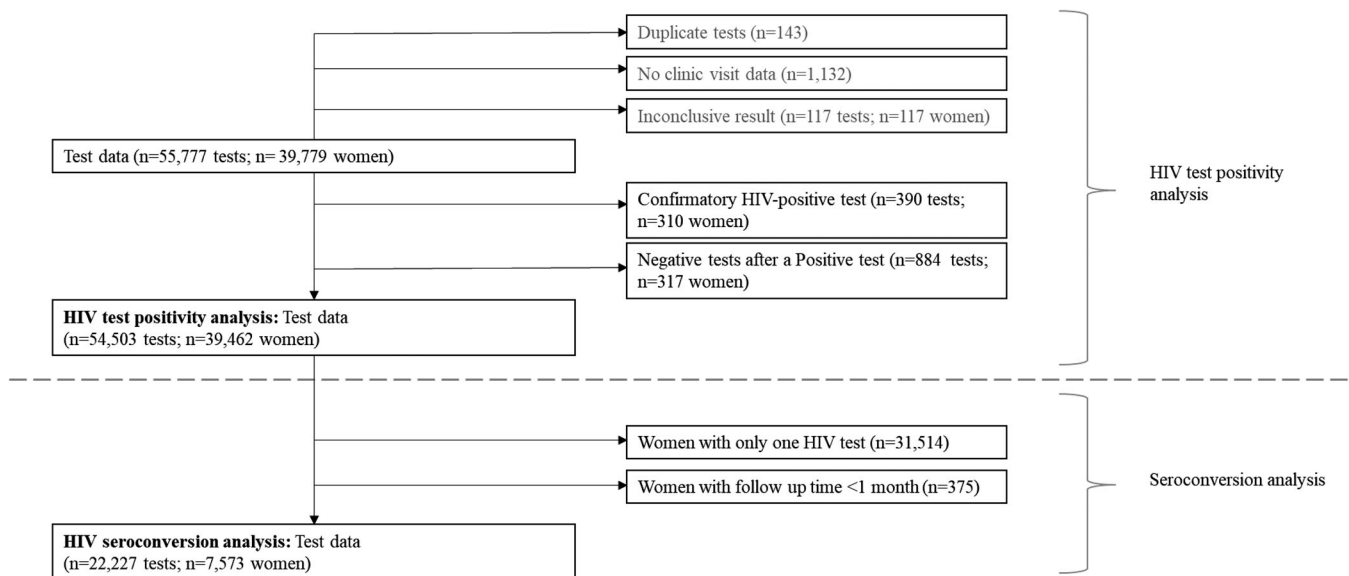 Duplicate tests (n=143)
No clinic visit data (n=1,132)
Inconclusive result (n=117 tests; n=117 women)
Test data (n=55,777 tests; n= 39,779 women)
HIV test positivity
analysis
Confirmatory HIV-positive test (n=390 tests;
n=310 women)
Negative tests after a Positive test (n=884 tests;
n=317 women)
HIV test positivity analysis: Test data
(n=54,503 tests; n=39,462 women)
Women with only one HIV test (n=31,514)
Women with follow up time <1 month (n=375)
Seroconversion analysis
HIV seroconversion analysis: Test data
(n=22,227 tests; n=7,573 women)